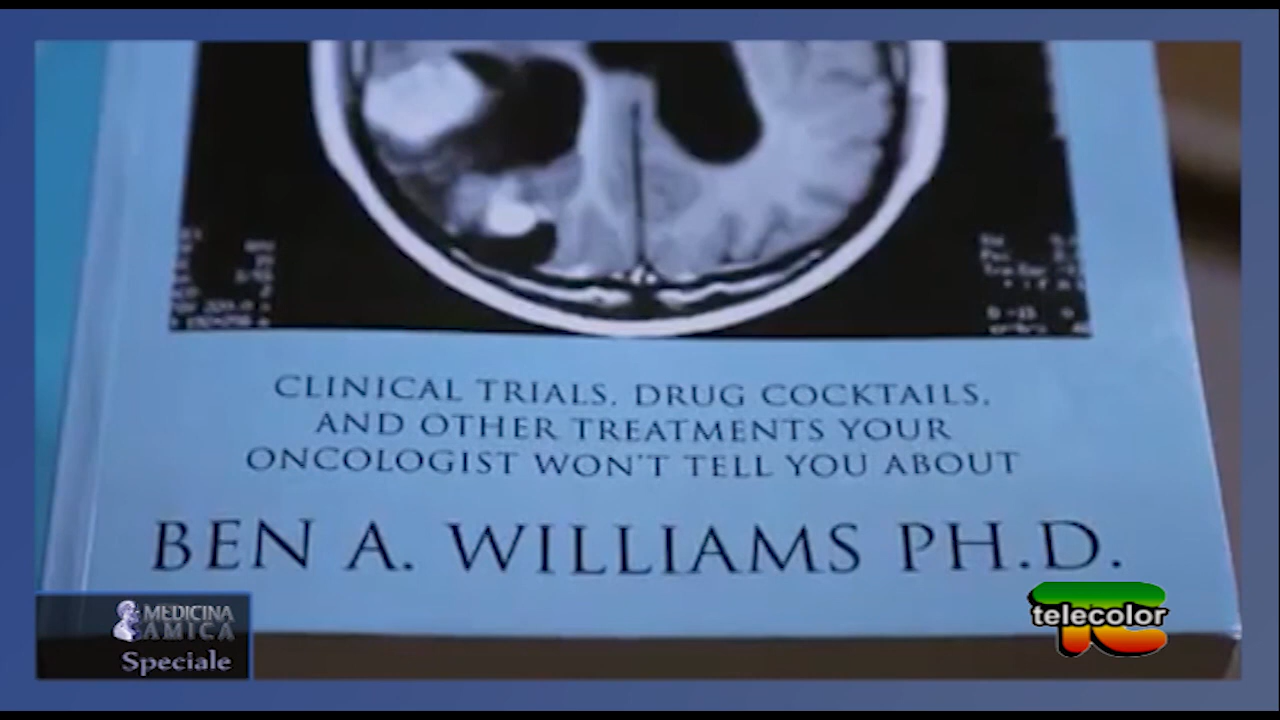 CLINICAL TRIALS, DRUG COCKTAILS,
AND OTHER TREATMENTS YOUR
ONCOLOGIST WON'T TELL YOU ABOUT
BEN A. WILLIAMS PH.D.
MEDICINA
AMICA
Speciale
telecolor